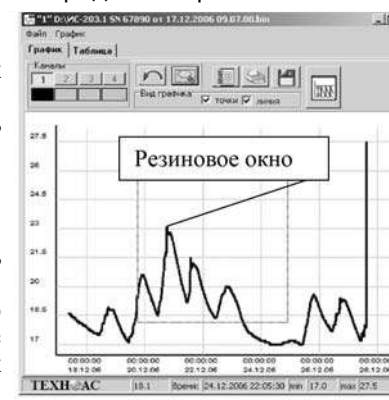 "1" D:\ИС-203.1 SN 67890 от 17.12.2006 09.07.00.bin
Файл График
График Таблица
Каналы
1 2 3 4
Вид графика
точки линия
Резиновое окно
27.5
26
24.5
23
21.5
20
18.5
17
00:00:00 00:00:00 00:00:00 00:00:00 00:00:00 00:00:00
18.12.06 20.12.06 22.12.06 24.12.06 26.12.06 28.12.0
ТЕХНОАС 18.1 Время: 24.12.2006 22:05:30 min 17.0 max 27.5